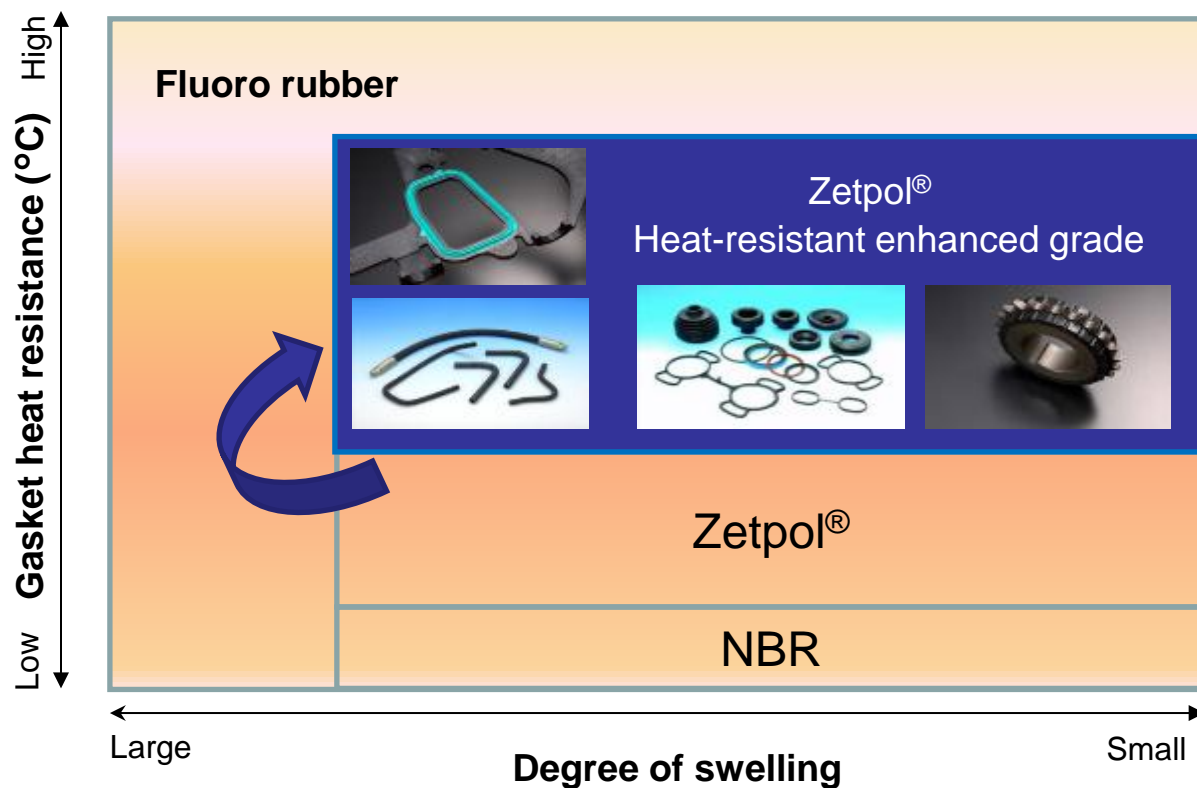 High
Gasket heat resistance (°C)
Low
Fluoro rubber
Zetpol®
Heat-resistant enhanced grade
Zetpol®
NBR
Large
Small
Degree of swelling